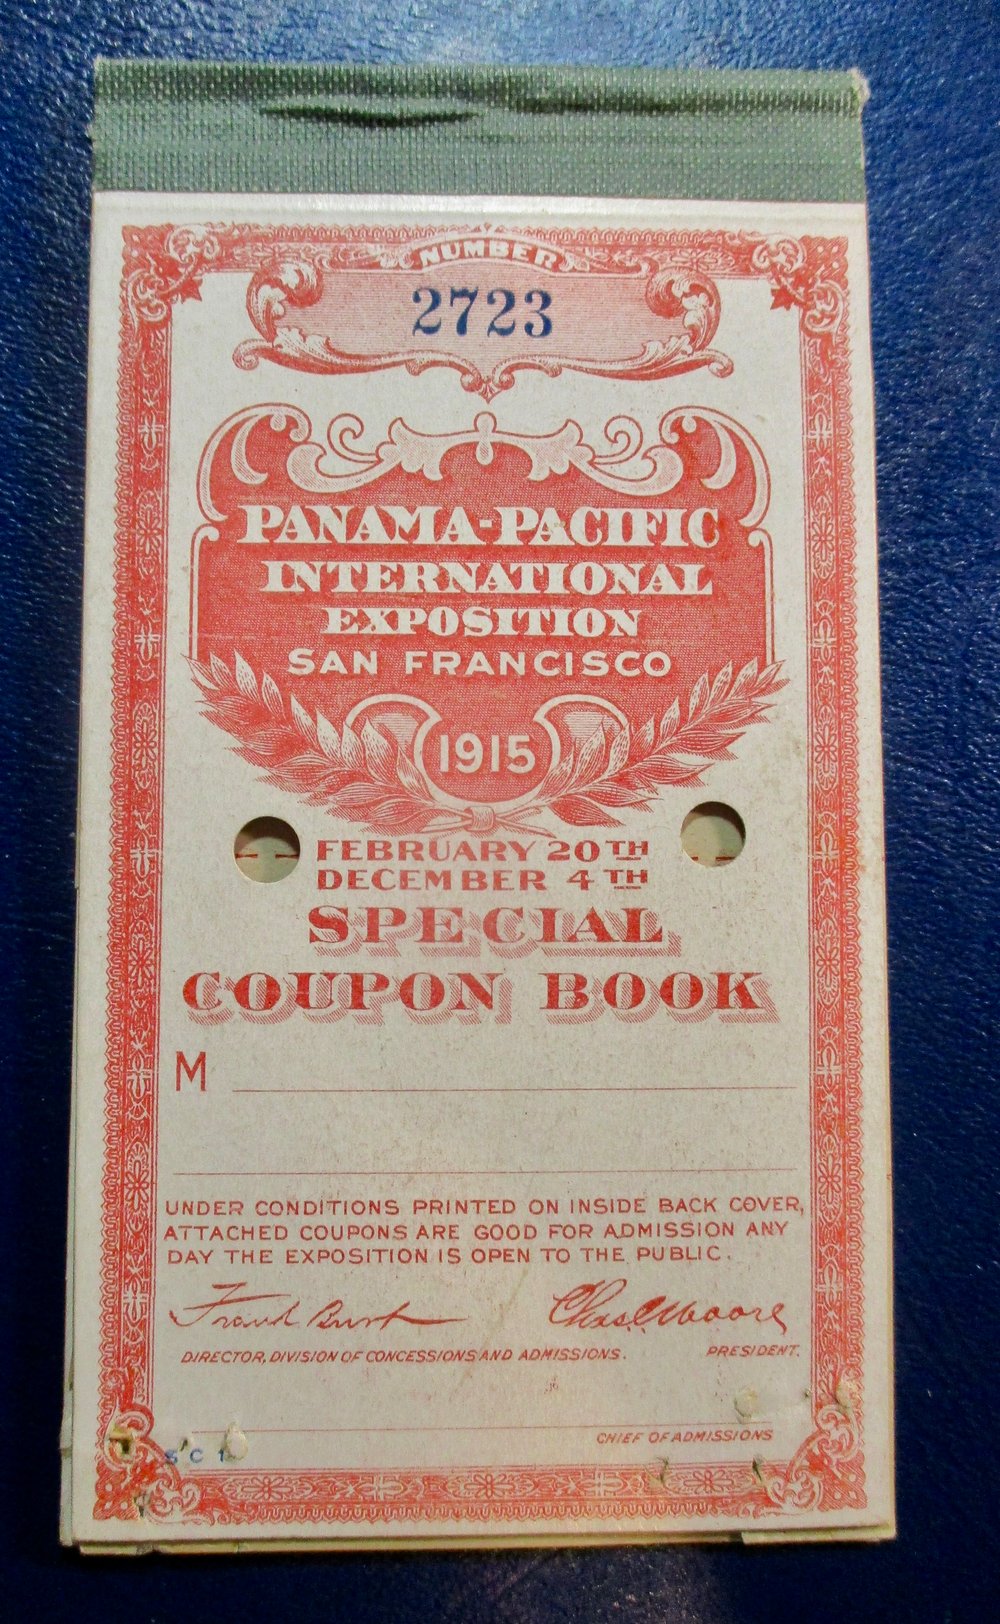 NUMBER
2723
PANAMA-PACIFIC
INTERNATIONAL
EXPOSITION
SAN FRANCISCO
1915
FEBRUARY 20TH
DECEMBER 4TH
SPECIAL
COUPON BOOK
M
UNDER CONDITIONS PRINTED ON INSIDE BACK COVER,
ATTACHED COUPONS ARE GOOD FOR ADMISSION ANY
DAY THE EXPOSITION IS OPEN TO THE PUBLIC.
Frank Burt Chas. C. Moore
DIRECTOR, DIVISION OF CONCESSIONS AND ADMISSIONS. PRESIDENT.
CHIEF OF ADMISSIONS
S C 1